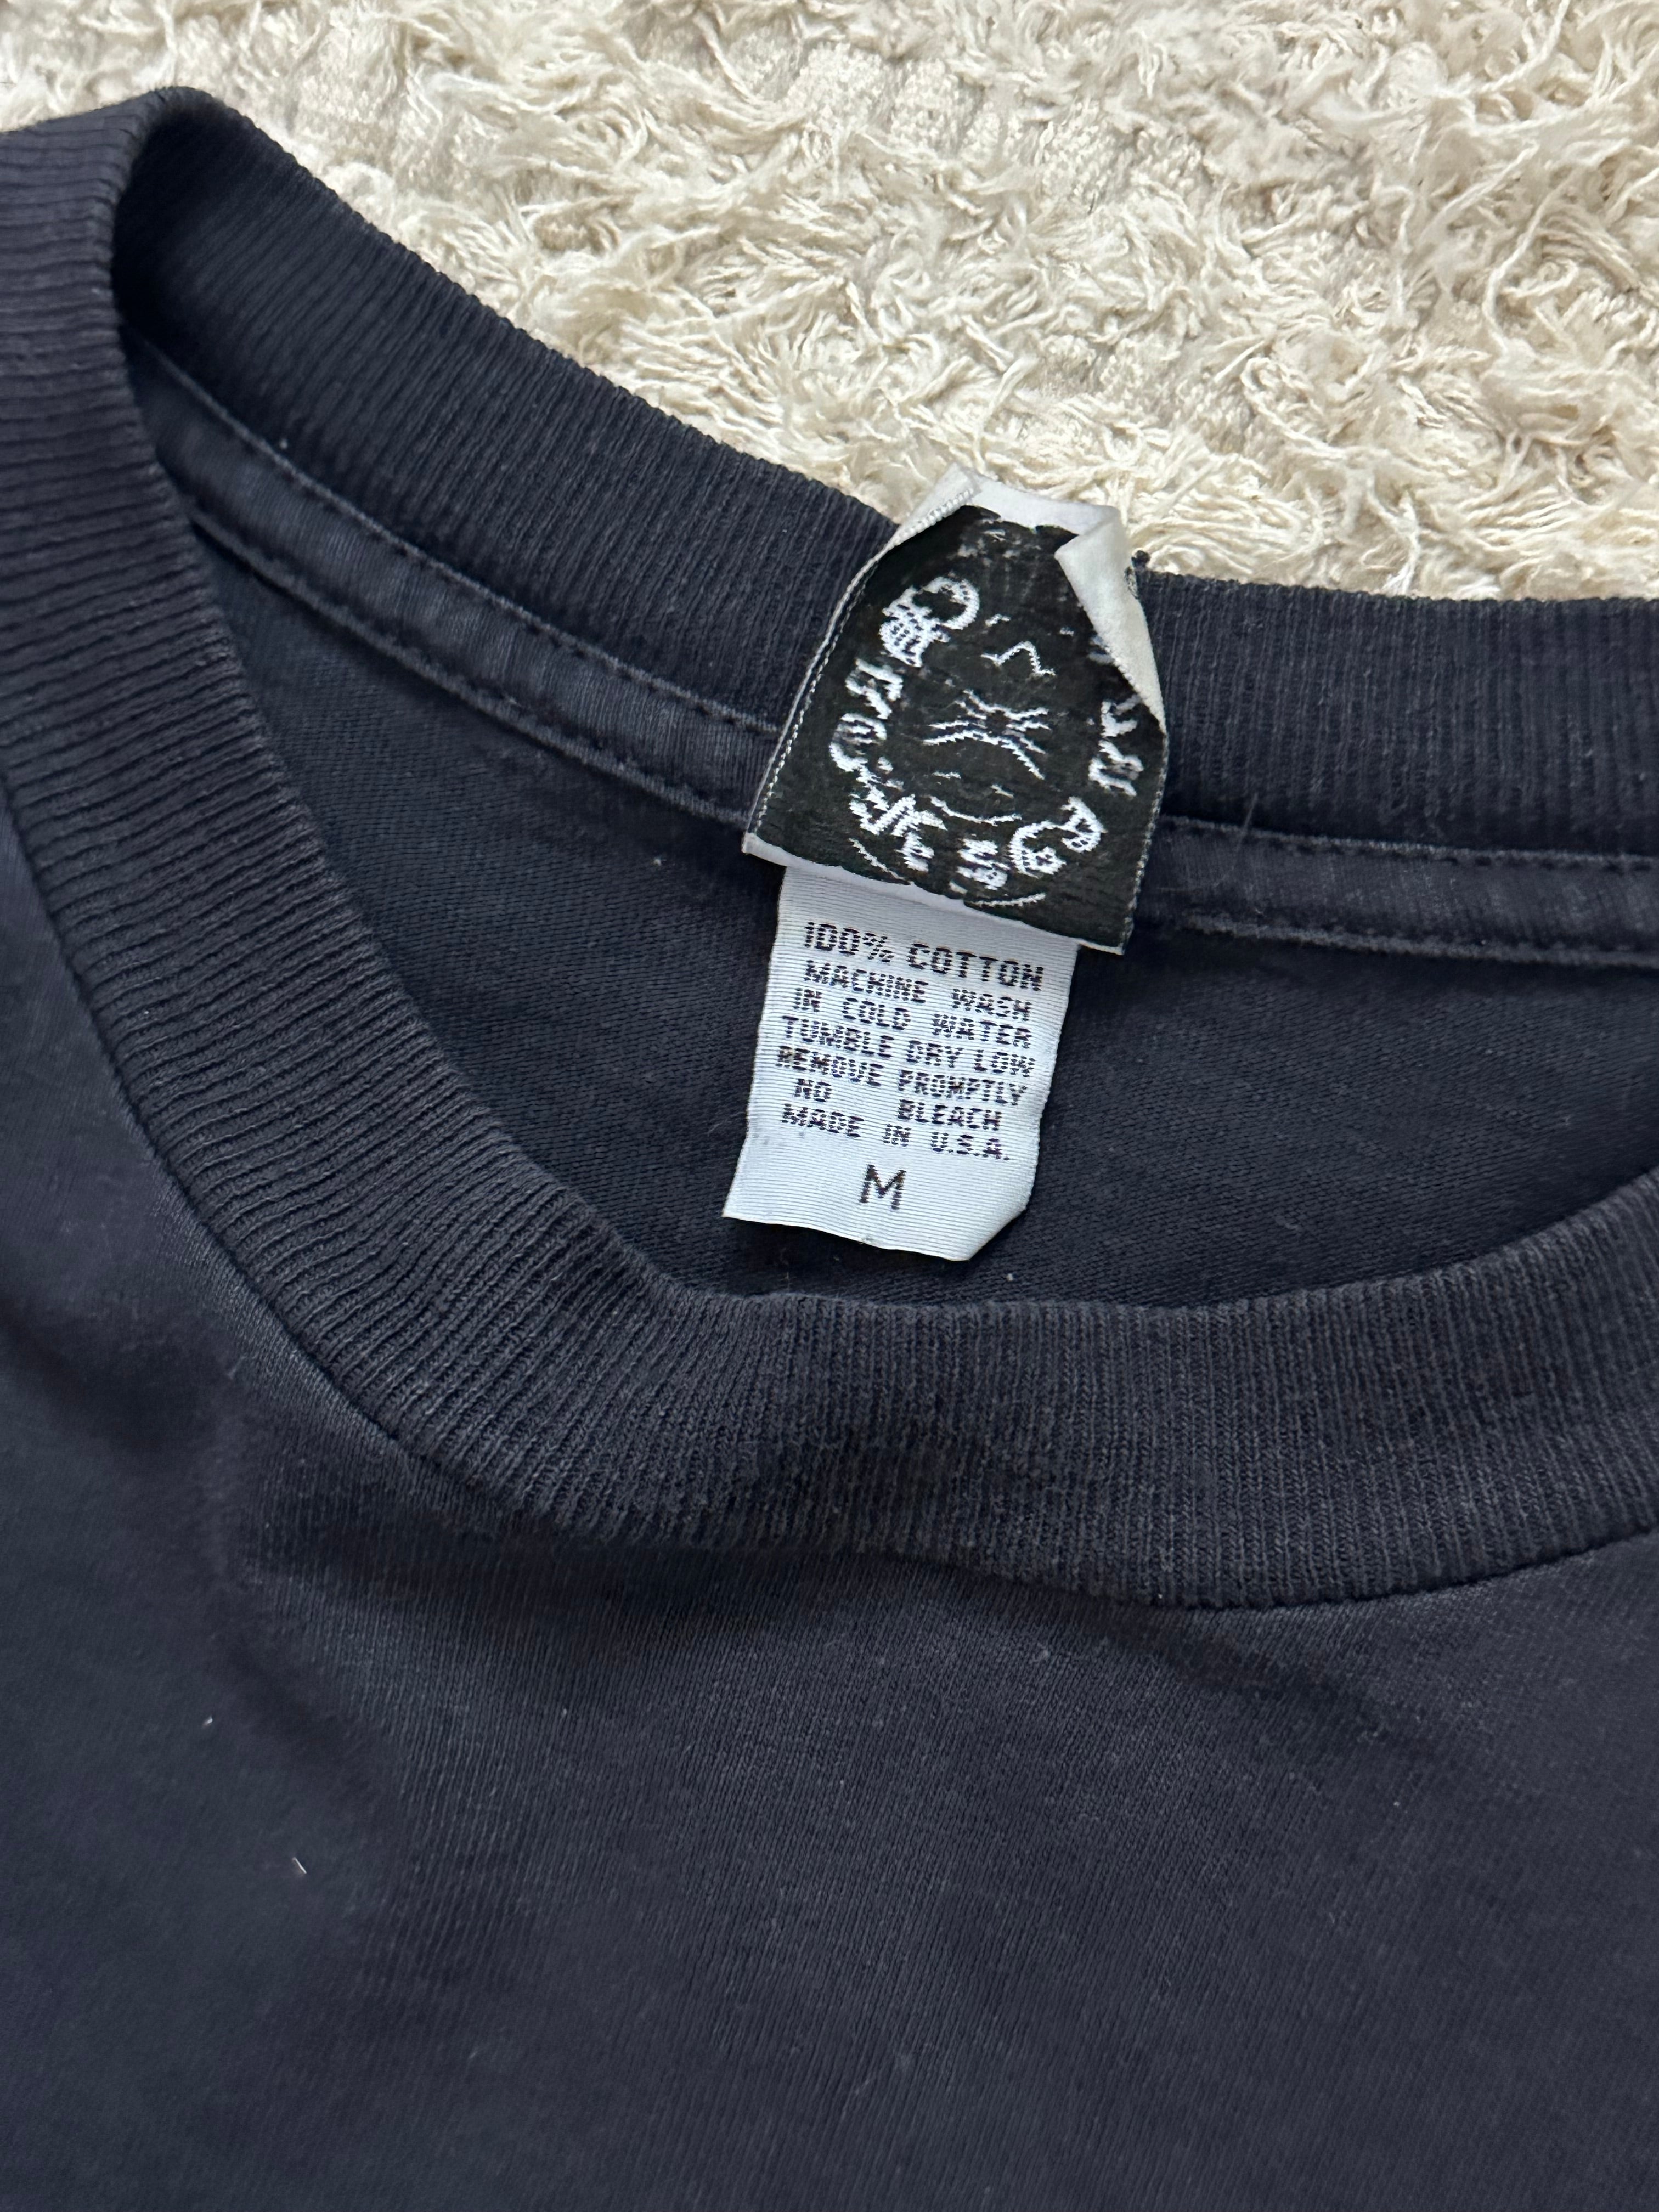 100% COTTON
MACHINE WASH
IN COLD WATER
TUMBLE DRY LOW
REMOVE PROMPTLY
NO BLEACH
MADE IN U.S.A.
M